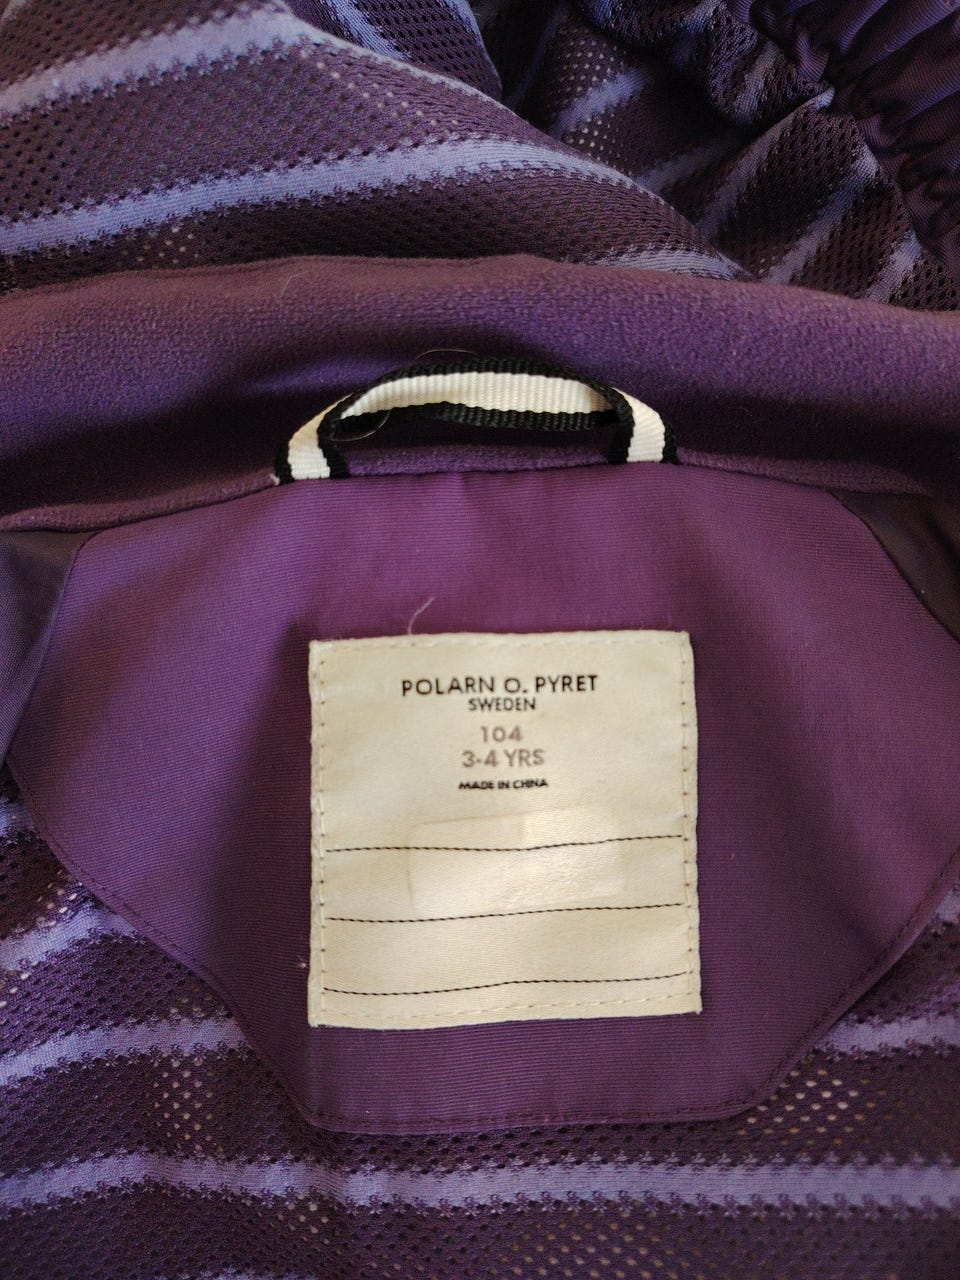 POLARN O. PYRET
SWEDEN
104
3-4 YRS
MADE IN CHINA